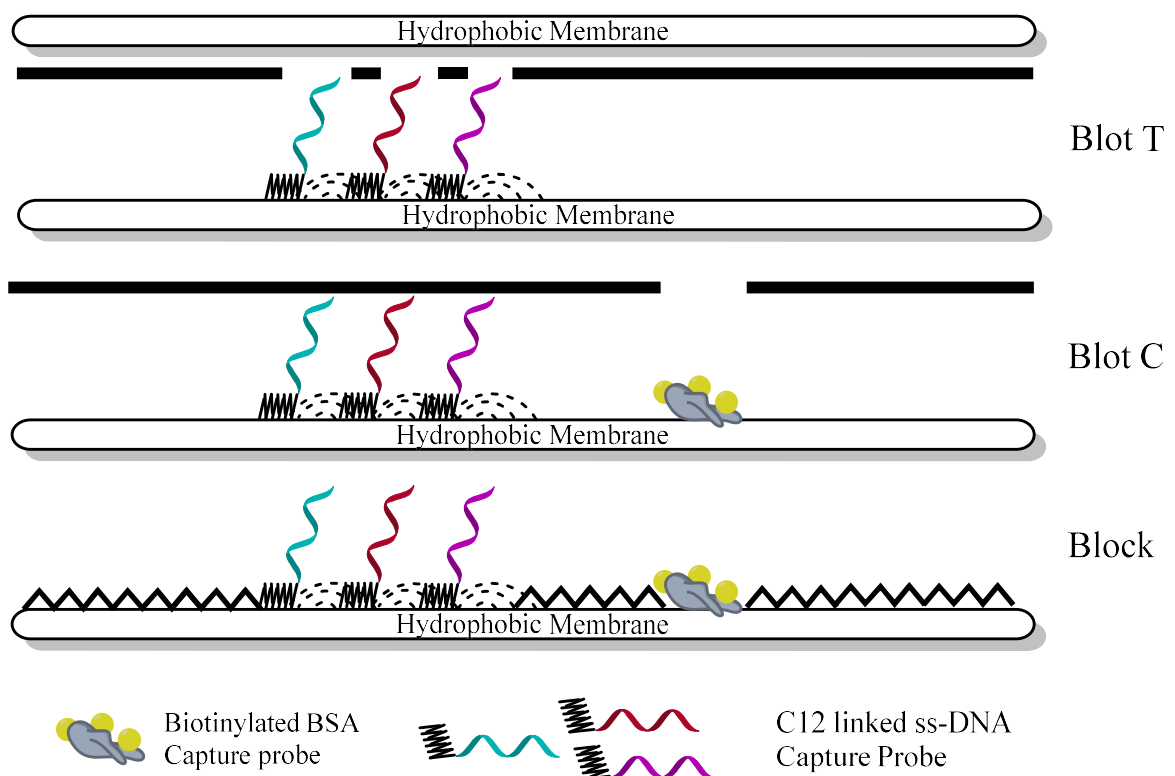 Hydrophobic Membrane
Blot T
Hydrophobic Membrane
Blot C
Hydrophobic Membrane
Block
Hydrophobic Membrane
Biotinylated BSA
Capture probe
C12 linked ss-DNA
Capture Probe